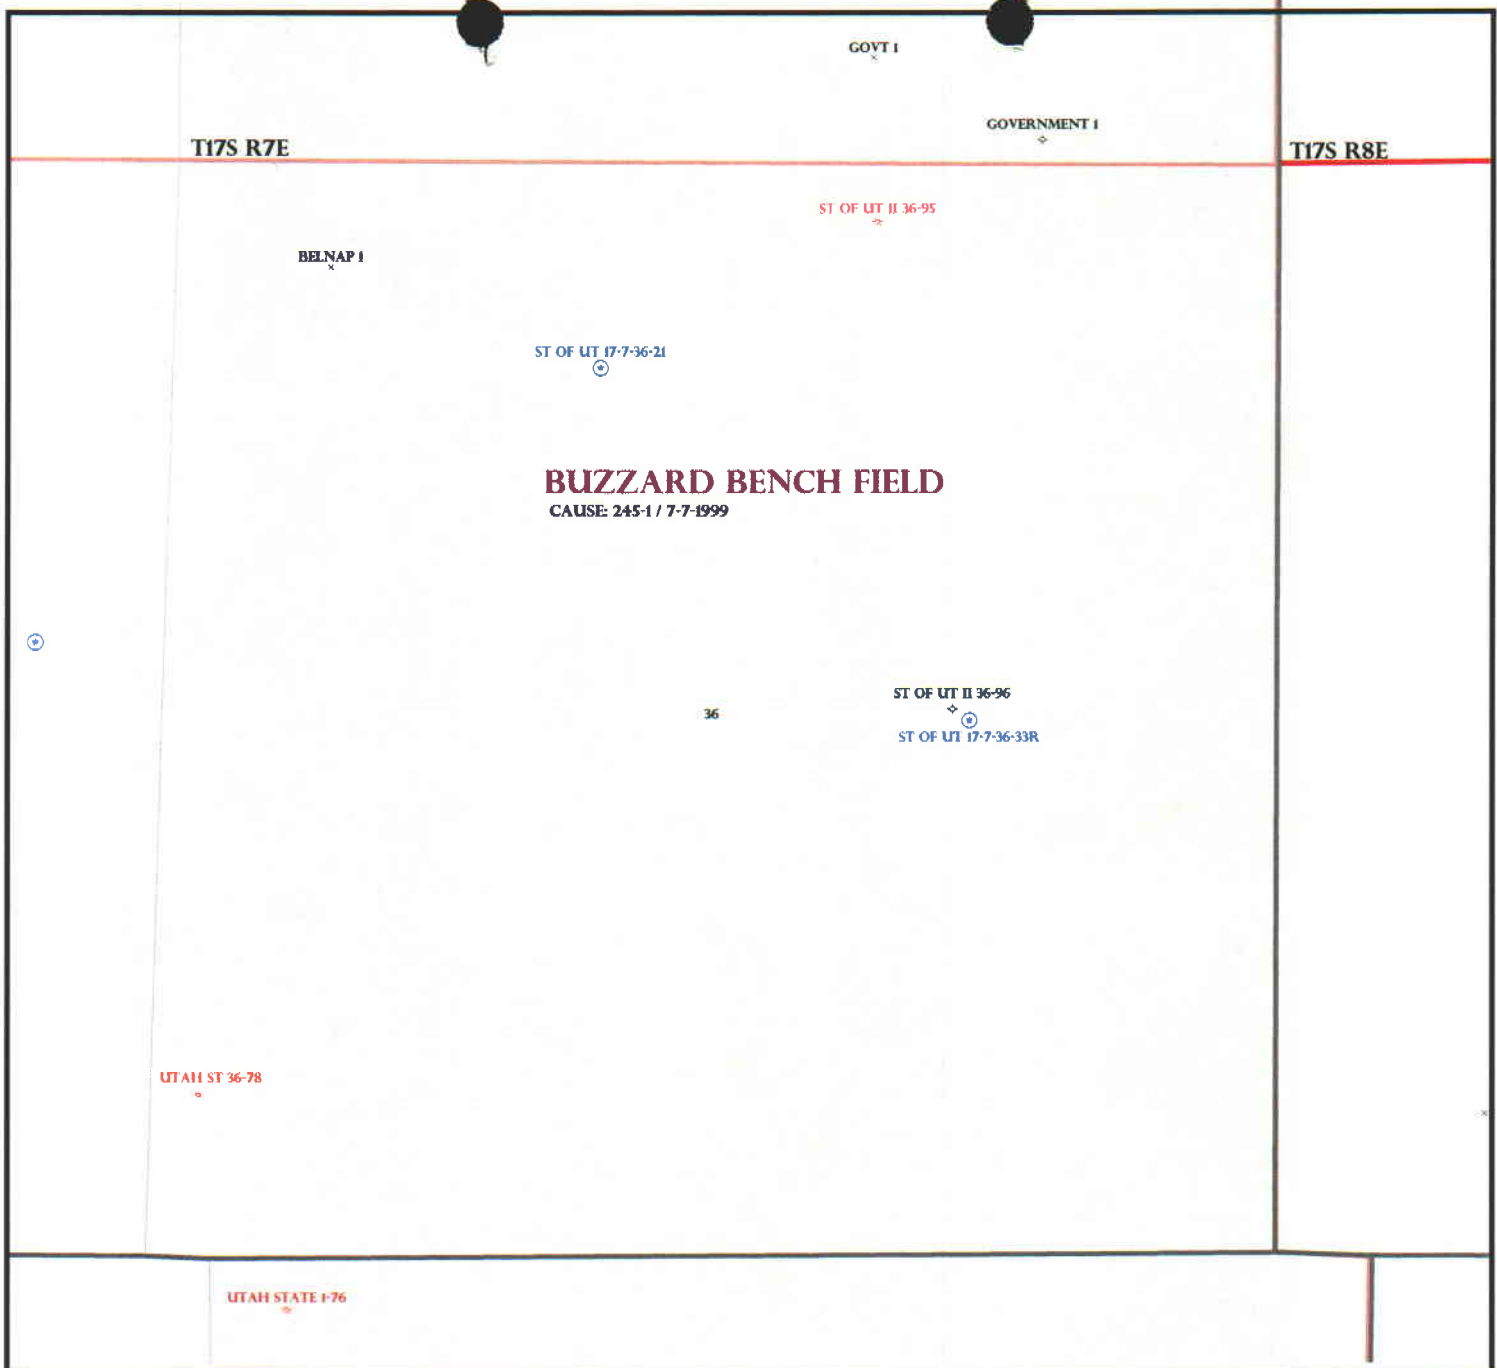 GOVT 1
GOVERNMENT 1
T17S R7E
T17S R8E
ST OF UT II 36-95
BELNAP 1
ST OF UT 17-7-36-21
BUZZARD BENCH FIELD
CAUSE: 245-1 / 7-7-1999
ST OF UT II 36-96
36
ST OF UT 17-7-36-33R
UTAH ST 36-78
UTAH STATE 1-76